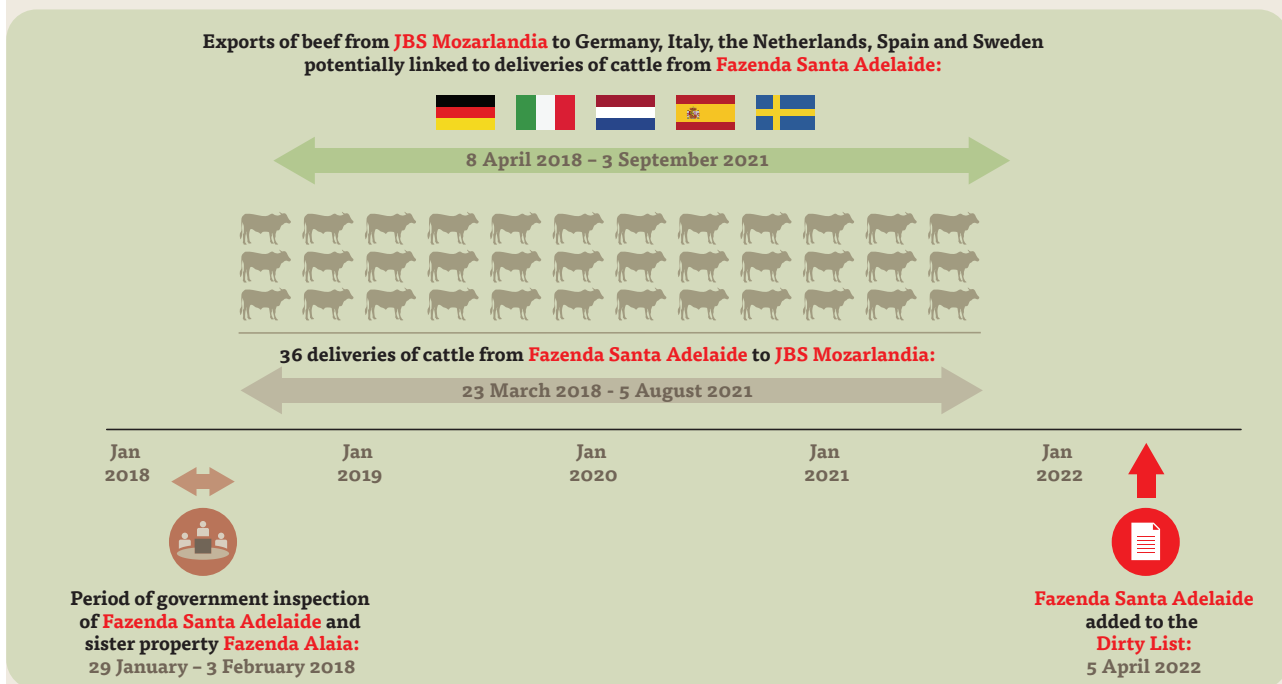 Exports of beef from JBS Mozarlandia to Germany, Italy, the Netherlands, Spain and Sweden
potentially linked to deliveries of cattle from Fazenda Santa Adelaide:
8 April 2018 – 3 September 2021
36 deliveries of cattle from Fazenda Santa Adelaide to JBS Mozarlandia:
23 March 2018 - 5 August 2021
Jan
2018
Jan
2019
Jan
2020
Jan
2021
Jan
2022
Period of government inspection
of Fazenda Santa Adelaide and
sister property Fazenda Alaia:
29 January – 3 February 2018
Fazenda Santa Adelaide
added to the
Dirty List:
5 April 2022